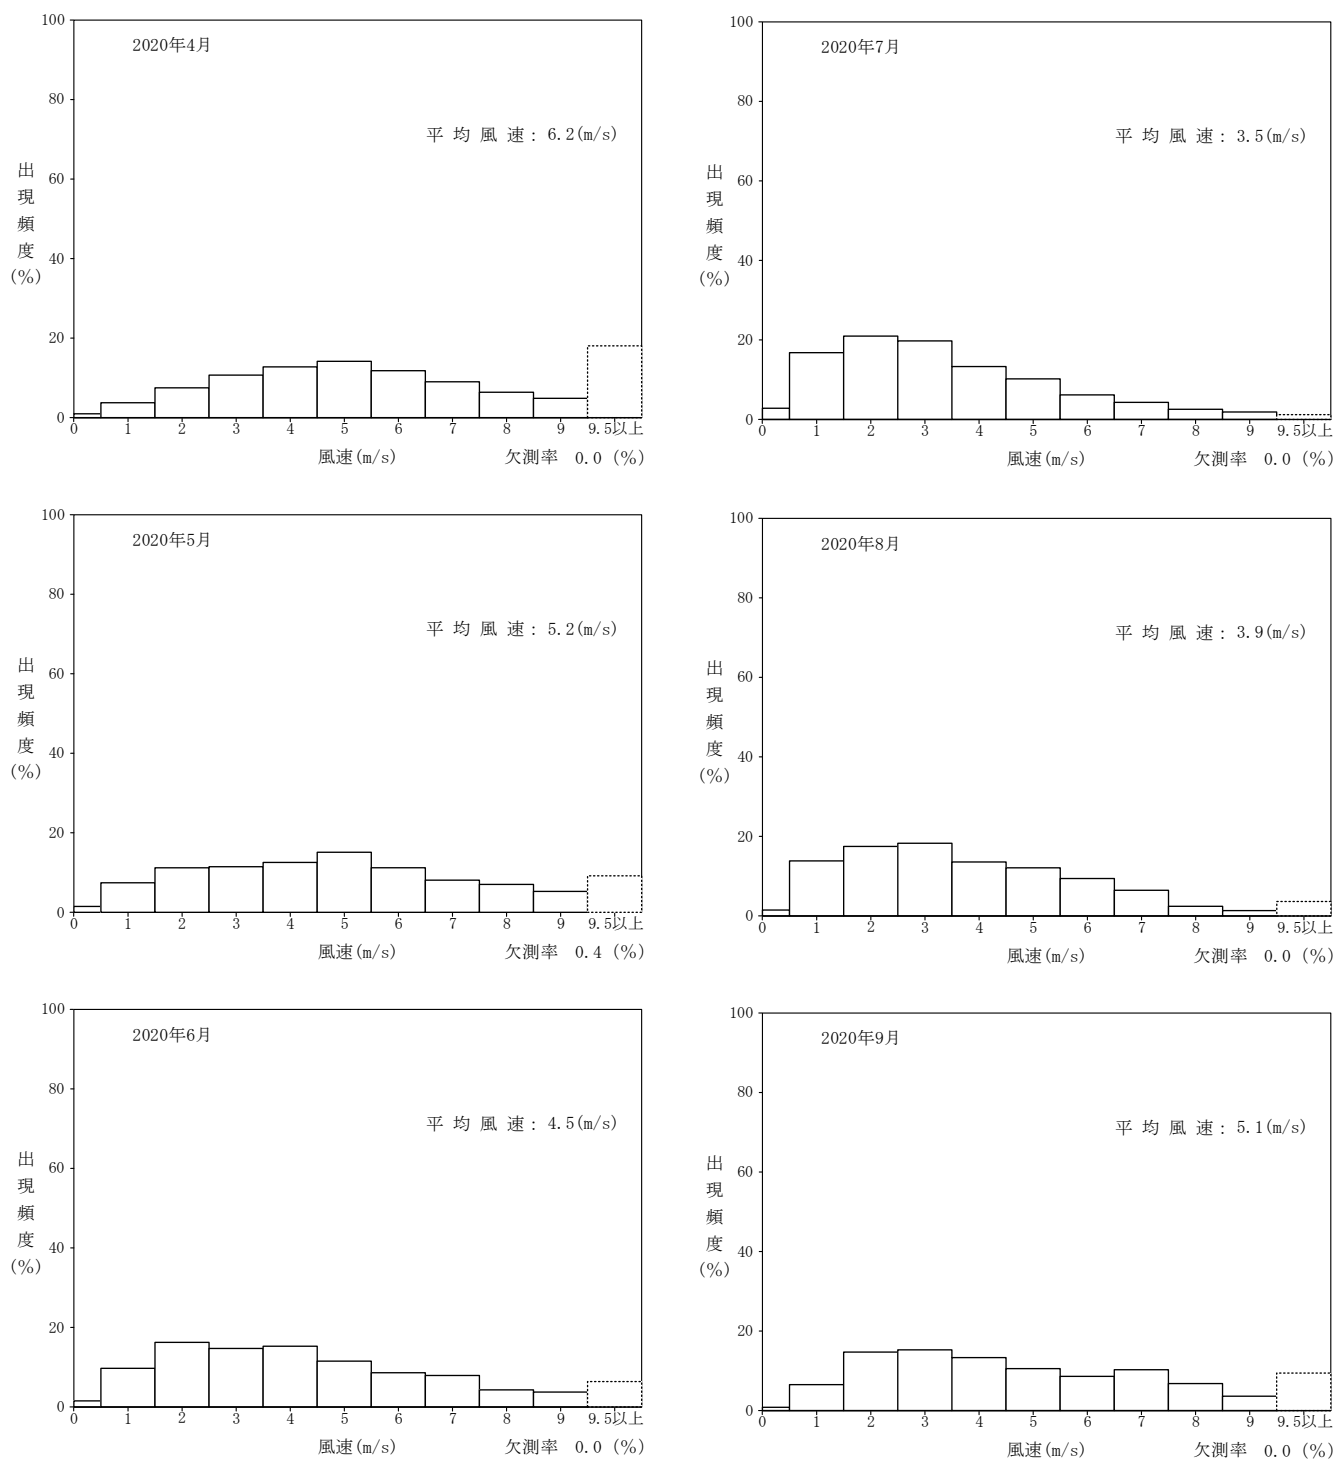 100
2020年4月
80
平 均 風 速 : 6.2(m/s)
出現頻度(%)
60
40
20
0
0 1 2 3 4 5 6 7 8 9 9.5以上
風速(m/s) 欠測率 0.0 (%)
100
2020年5月
80
平 均 風 速 : 5.2(m/s)
出現頻度(%)
60
40
20
0
0 1 2 3 4 5 6 7 8 9 9.5以上
風速(m/s) 欠測率 0.4 (%)
100
2020年6月
80
平 均 風 速 : 4.5(m/s)
出現頻度(%)
60
40
20
0
0 1 2 3 4 5 6 7 8 9 9.5以上
風速(m/s) 欠測率 0.0 (%)
100
2020年7月
80
平 均 風 速 : 3.5(m/s)
出現頻度(%)
60
40
20
0
0 1 2 3 4 5 6 7 8 9 9.5以上
風速(m/s) 欠測率 0.0 (%)
100
2020年8月
80
平 均 風 速 : 3.9(m/s)
出現頻度(%)
60
40
20
0
0 1 2 3 4 5 6 7 8 9 9.5以上
風速(m/s) 欠測率 0.0 (%)
100
2020年9月
80
平 均 風 速 : 5.1(m/s)
出現頻度(%)
60
40
20
0
0 1 2 3 4 5 6 7 8 9 9.5以上
風速(m/s) 欠測率 0.0 (%)